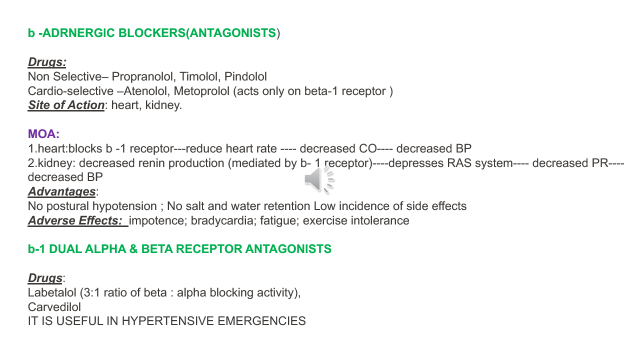 b -ADRNERGIC BLOCKERS(ANTAGONISTS)
Drugs:
Non Selective– Propranolol, Timolol, Pindolol
Cardio-selective –Atenolol, Metoprolol (acts only on beta-1 receptor )
Site of Action: heart, kidney.
MOA:
1.heart:blocks b -1 receptor---reduce heart rate ---- decreased CO---- decreased BP
2.kidney: decreased renin production (mediated by b- 1 receptor)----depresses RAS system---- decreased PR----
decreased BP
Advantages:
No postural hypotension ; No salt and water retention Low incidence of side effects
Adverse Effects: impotence; bradycardia; fatigue; exercise intolerance
b-1 DUAL ALPHA & BETA RECEPTOR ANTAGONISTS
Drugs:
Labetalol (3:1 ratio of beta : alpha blocking activity),
Carvedilol
IT IS USEFUL IN HYPERTENSIVE EMERGENCIES